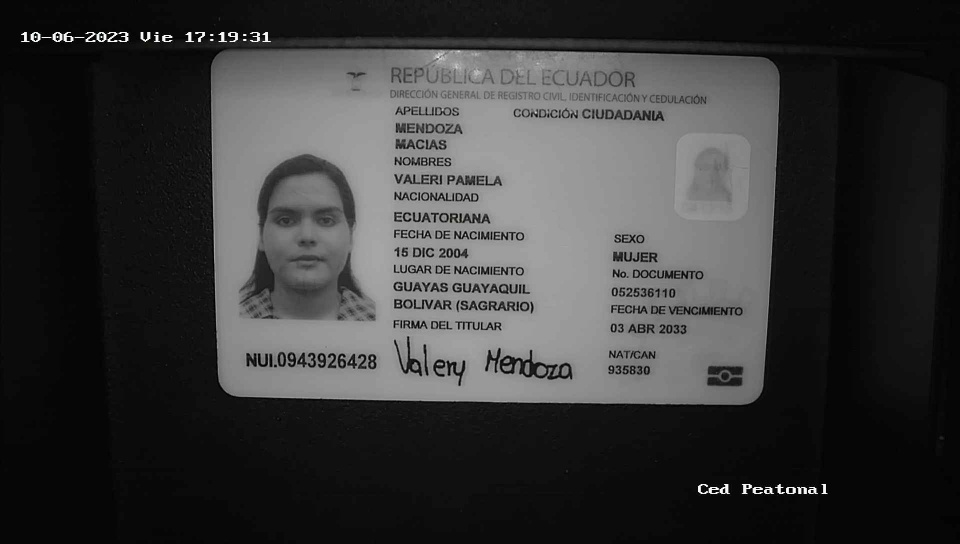 10-06-2023 Vie 17:19:31
REPÚBLICA DEL ECUADOR
DIRECCIÓN GENERAL DE REGISTRO CIVIL, IDENTIFICACIÓN Y CEDULACIÓN
APELLIDOS
CONDICIÓN CIUDADANIA
MENDOZA
MACIAS
NOMBRES
VALERI PAMELA
NACIONALIDAD
ECUATORIANA
FECHA DE NACIMIENTO
15 DIC 2004
LUGAR DE NACIMIENTO
GUAYAS GUAYAQUIL
BOLIVAR (SAGRARIO)
FIRMA DEL TITULAR
Valery Mendoza
SEXO
MUJER
No. DOCUMENTO
052536110
FECHA DE VENCIMIENTO
03 ABR 2033
NAT/CAN
935830
NUI.0943926428
Ced Peatonal